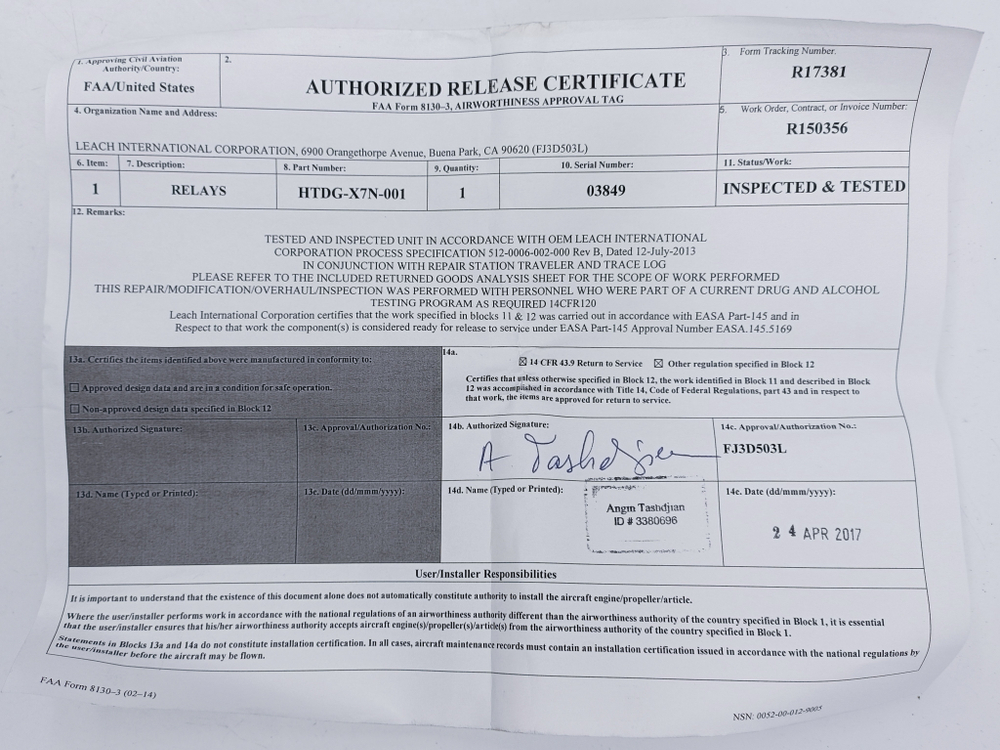 1. Approving Civil Aviation
Authority/Country:
FAA/United States
2.
AUTHORIZED RELEASE CERTIFICATE
FAA Form 8130–3, AIRWORTHINESS APPROVAL TAG
3. Form Tracking Number.
R17381
4. Organization Name and Address:
LEACH INTERNATIONAL CORPORATION, 6900 Orangethorpe Avenue, Buena Park, CA 90620 (FJ3D503L)
5. Work Order, Contract, or Invoice Number:
R150356
6. Item:
1
7. Description:
RELAYS
8. Part Number:
HTDG-X7N-001
9. Quantity:
1
10. Serial Number:
03849
11. Status/Work:
INSPECTED & TESTED
12. Remarks:
TESTED AND INSPECTED UNIT IN ACCORDANCE WITH OEM LEACH INTERNATIONAL
CORPORATION PROCESS SPECIFICATION 512-0006-002-000 Rev B, Dated 12-July-2013
IN CONJUNCTION WITH REPAIR STATION TRAVELER AND TRACE LOG
PLEASE REFER TO THE INCLUDED RETURNED GOODS ANALYSIS SHEET FOR THE SCOPE OF WORK PERFORMED
THIS REPAIR/MODIFICATION/OVERHAUL/INSPECTION WAS PERFORMED WITH PERSONNEL WHO WERE PART OF A CURRENT DRUG AND ALCOHOL
TESTING PROGRAM AS REQUIRED 14CFR120
Leach International Corporation certifies that the work specified in blocks 11 & 12 was carried out in accordance with EASA Part-145 and in
Respect to that work the component(s) is considered ready for release to service under EASA Part-145 Approval Number EASA.145.5169
13a. Certifies the items identified above were manufactured in conformity to:
☐ Approved design data and are in a condition for safe operation.
☐ Non-approved design data specified in Block 12
14a.
☒ 14 CFR 43.9 Return to Service ☒ Other regulation specified in Block 12
Certifies that unless otherwise specified in Block 12, the work identified in Block 11 and described in Block
12 was accomplished in accordance with Title 14, Code of Federal Regulations, part 43 and in respect to
that work, the items are approved for return to service.
13b. Authorized Signature:
13c. Approval/Authorization No.:
14b. Authorized Signature:
A Tashdjian
14c. Approval/Authorization No.:
FJ3D503L
13d. Name (Typed or Printed):
13e. Date (dd/mmm/yyyy):
14d. Name (Typed or Printed):
Angin Tashdjian
ID # 3380696
14e. Date (dd/mmm/yyyy):
24 APR 2017
User/Installer Responsibilities
It is important to understand that the existence of this document alone does not automatically constitute authority to install the aircraft engine/propeller/article.
Where the user/installer performs work in accordance with the national regulations of an airworthiness authority different than the airworthiness authority of the country specified in Block 1, it is essential
that the user/installer ensures that his/her airworthiness authority accepts aircraft engine(s)/propeller(s)/article(s) from the airworthiness authority of the country specified in Block 1.
Statements in Blocks 13a and 14a do not constitute installation certification. In all cases, aircraft maintenance records must contain an installation certification issued in accordance with the national regulations by
the user/installer before the aircraft may be flown.
FAA Form 8130–3 (02-14)
NSN: 0052-00-012-9005